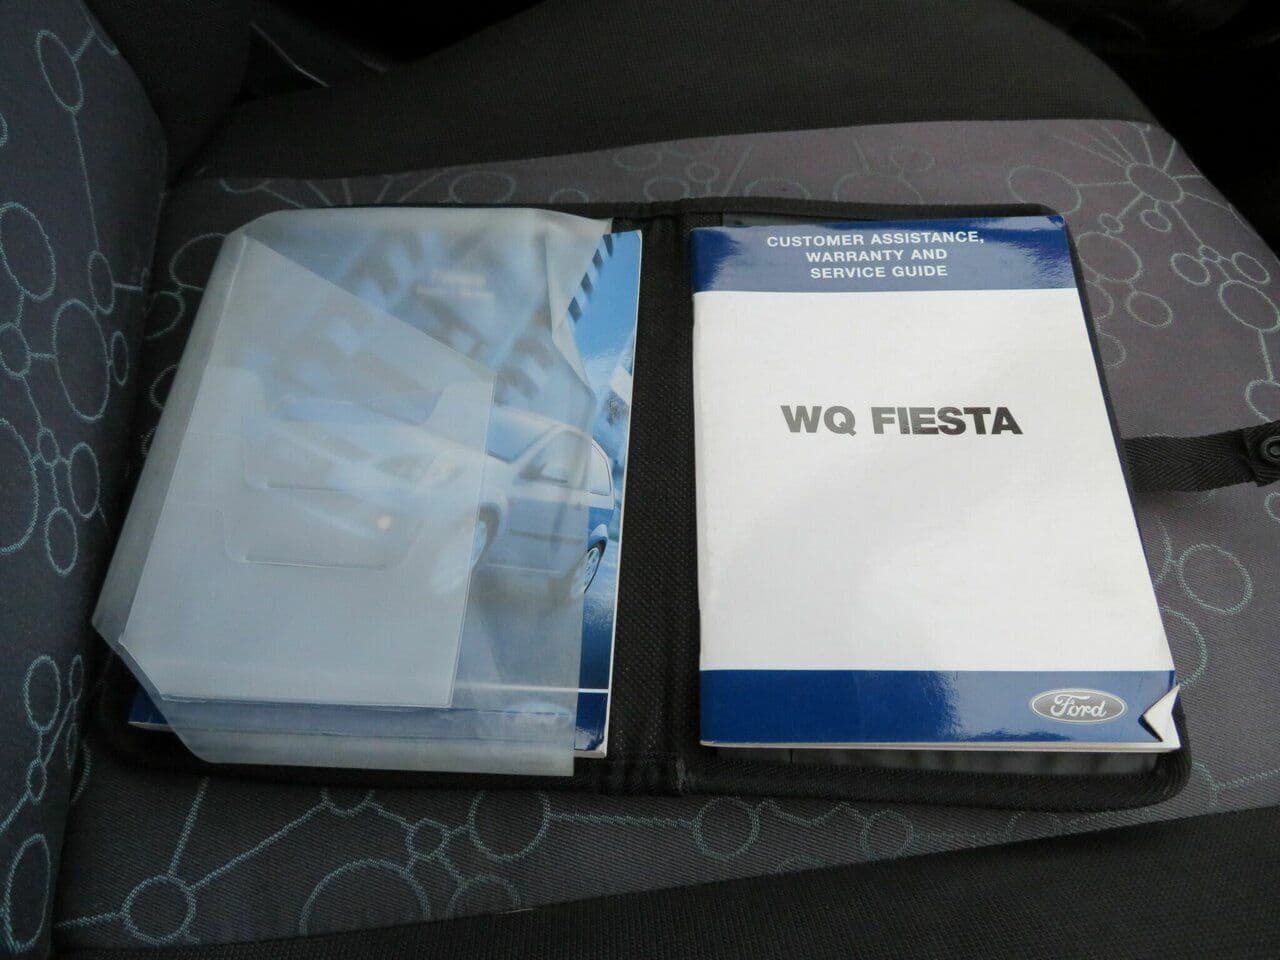 CUSTOMER ASSISTANCE,
WARRANTY AND
SERVICE GUIDE
WQ FIESTA
Ford